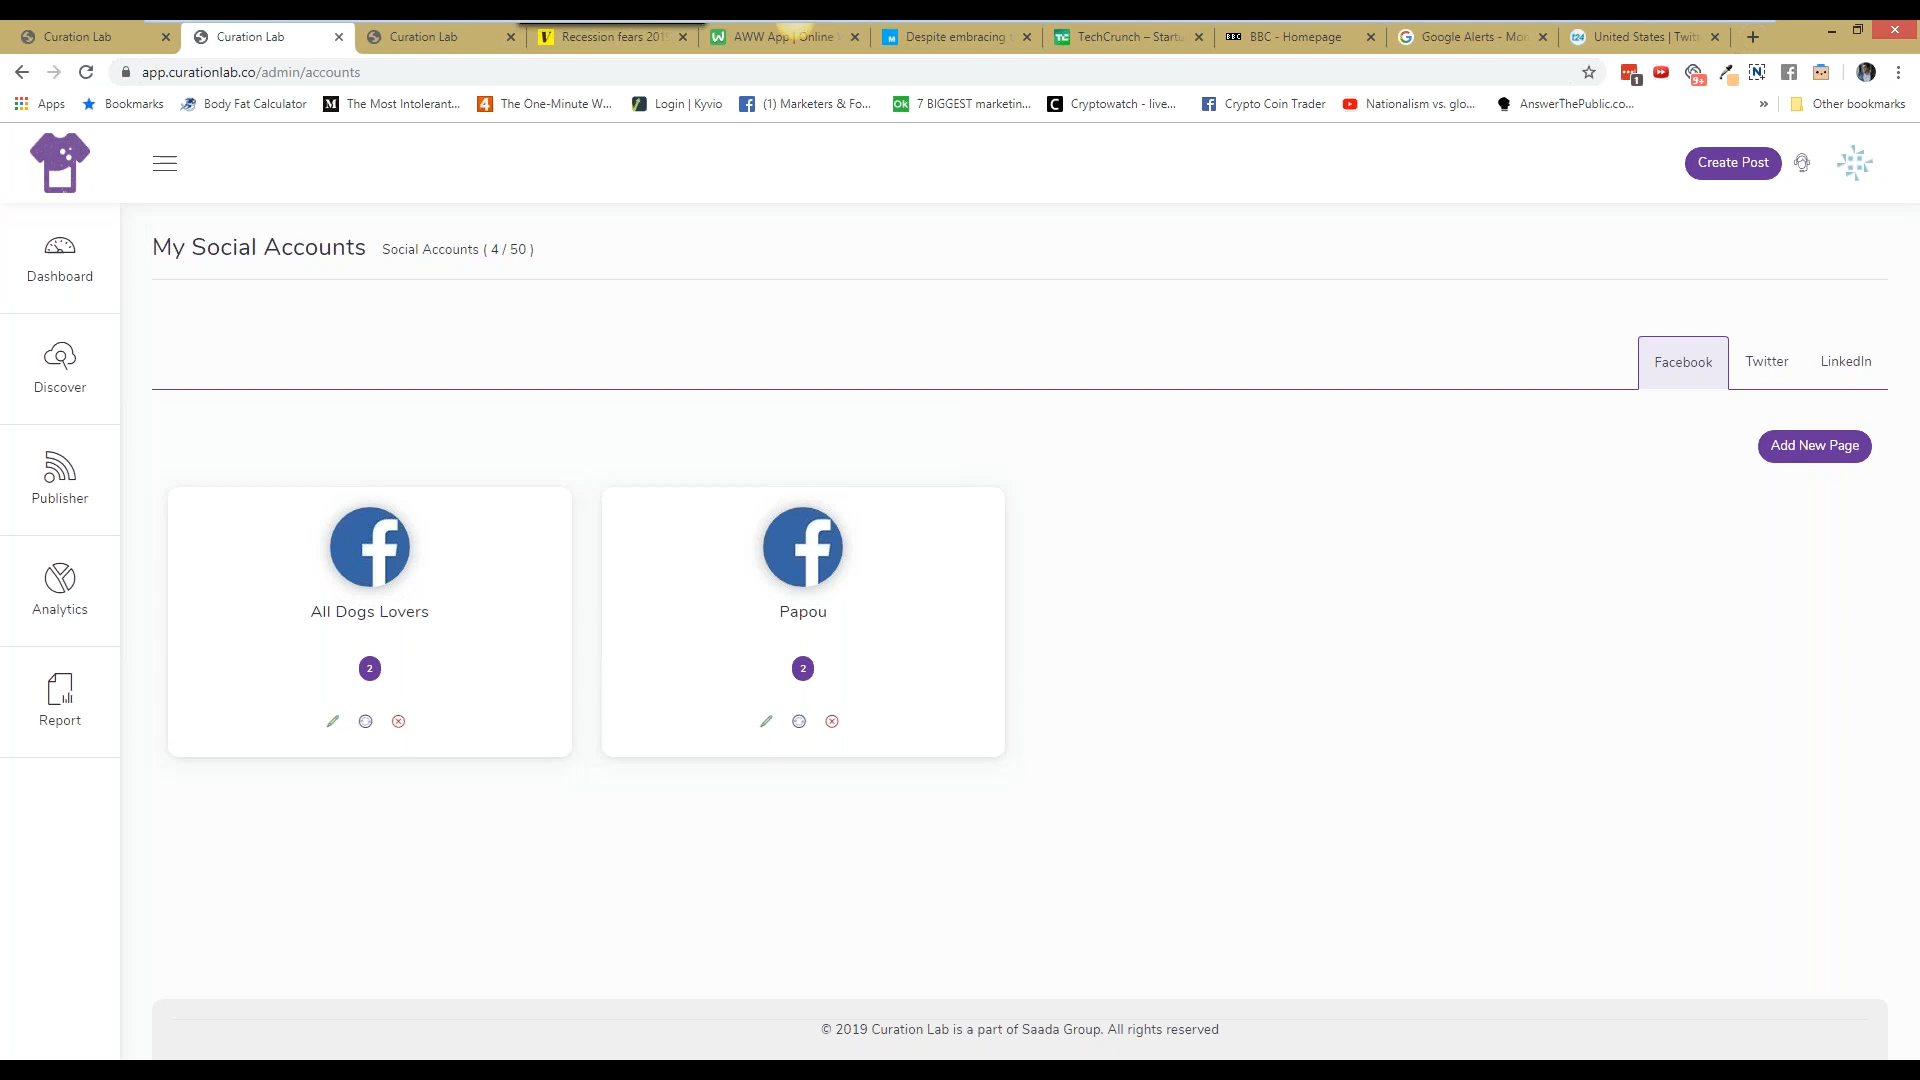 Curation Lab
Curation Lab
Curation Lab
Recession fears 201
AWW App | Online
Despite embracing
TechCrunch – Startu
BBC - Homepage
Google Alerts - Mon
United States | Twitt
app.curationlab.co/admin/accounts
1
9+
Apps
Bookmarks
Body Fat Calculator
The Most Intolerant...
The One-Minute W...
Login | Kyvio
(1) Marketers & Fo...
7 BIGGEST marketin...
Cryptowatch - live...
Crypto Coin Trader
Nationalism vs. glo...
AnswerThePublic.co...
»
Other bookmarks
Create Post
My Social Accounts
Social Accounts ( 4 / 50 )
Dashboard
Discover
Publisher
Analytics
Report
Facebook
Twitter
LinkedIn
Add New Page
All Dogs Lovers
2
Papou
2
© 2019 Curation Lab is a part of Saada Group. All rights reserved